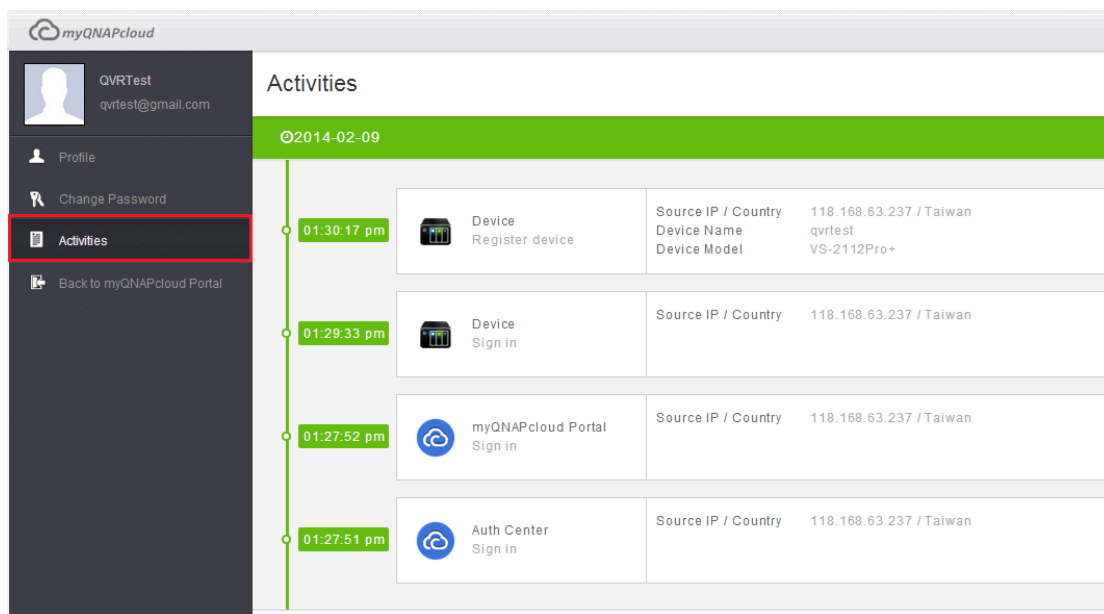 myQNAPcloud
QVRTest
qvrtest@gmail.com
Profile
Change Password
Activities
Back to myQNAPcloud Portal
Activities
2014-02-09
01:30:17 pm
Device
Register device
Source IP / Country 118.168.63.237 / Taiwan
Device Name qvrtest
Device Model VS-2112Pro+
01:29:33 pm
Device
Sign in
Source IP / Country 118.168.63.237 / Taiwan
01:27:52 pm
myQNAPcloud Portal
Sign in
Source IP / Country 118.168.63.237 / Taiwan
01:27:51 pm
Auth Center
Sign in
Source IP / Country 118.168.63.237 / Taiwan